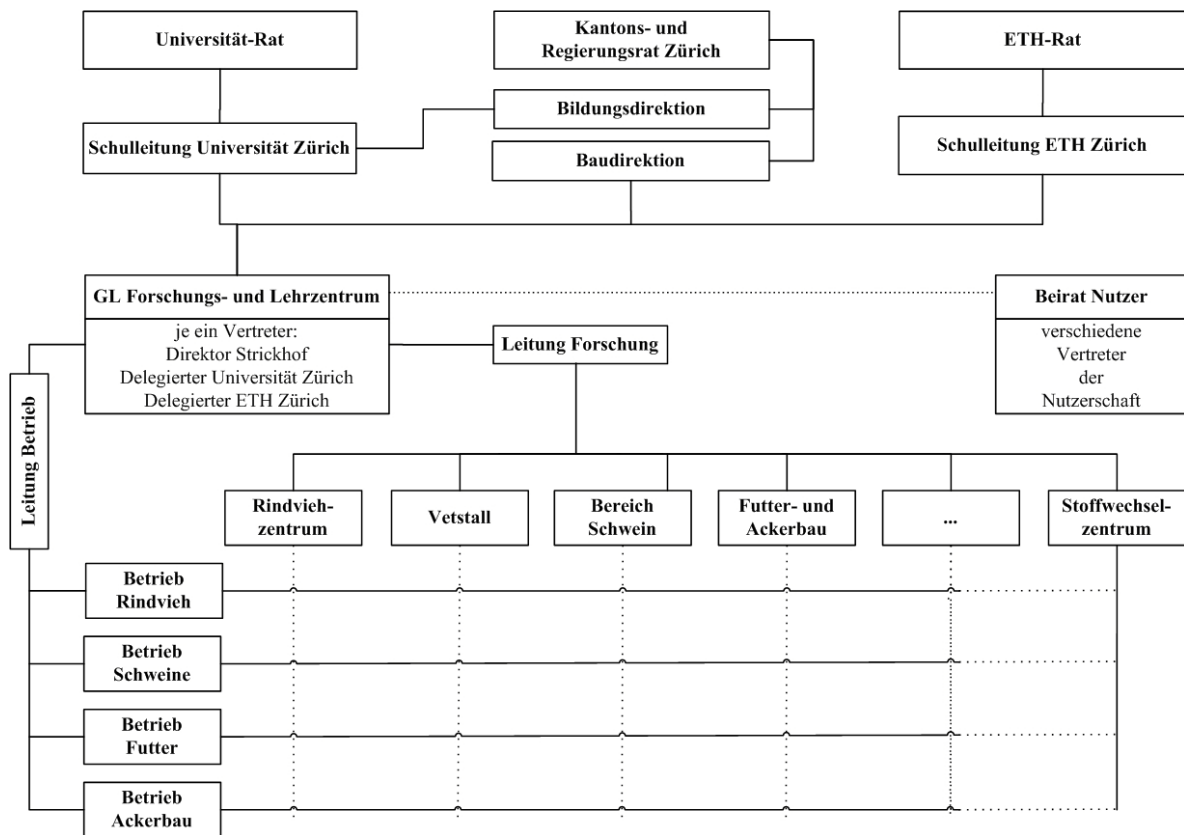 Universität-Rat
Kantons- und
Regierungsrat Zürich
ETH-Rat
Bildungsdirektion
Schulleitung Universität Zürich
Baudirektion
Schulleitung ETH Zürich
GL Forschungs- und Lehrzentrum
je ein Vertreter:
Direktor Strickhof
Delegierter Universität Zürich
Delegierter ETH Zürich
Beirat Nutzer
verschiedene
Vertreter
der
Nutzerschaft
Leitung Forschung
Leitung Betrieb
Rindvieh-
zentrum
Vetstall
Bereich
Schwein
Futter- und
Ackerbau
...
Stoffwechsel-
zentrum
Betrieb
Rindvieh
Betrieb
Schweine
Betrieb
Futter
Betrieb
Ackerbau